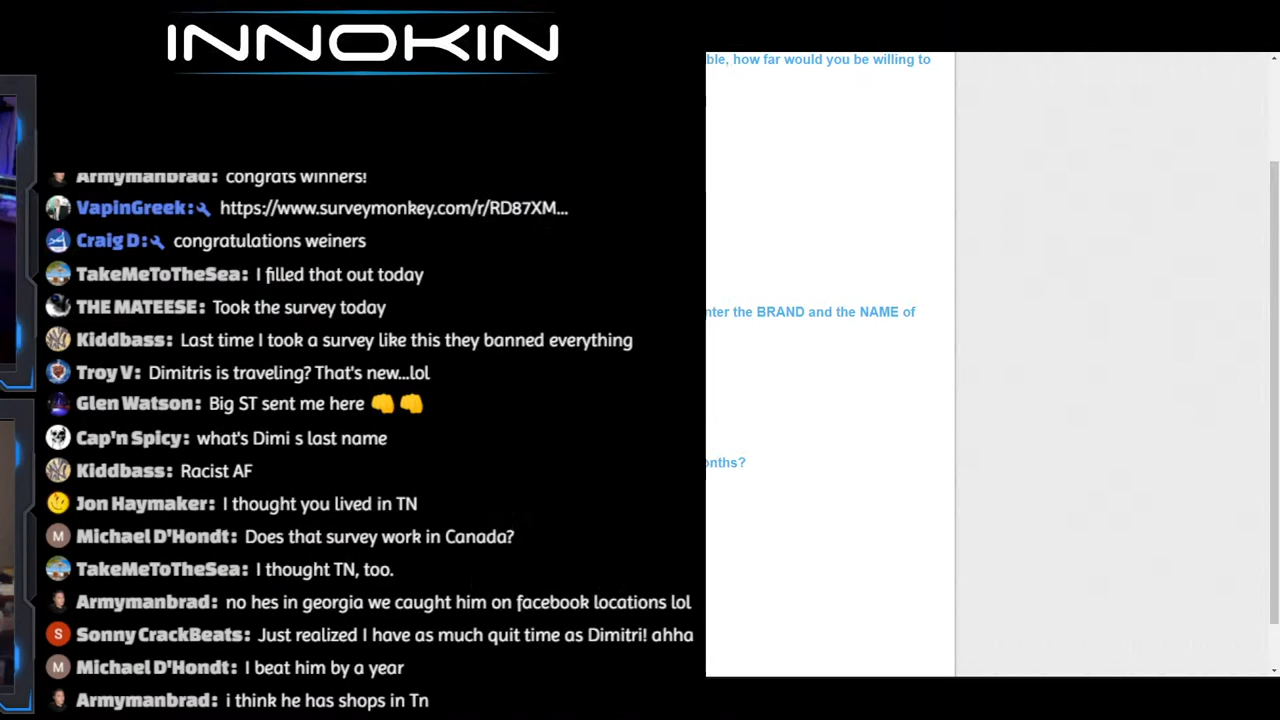 INNOKIN
ble, how far would you be willing to
Armymanbrad: congrats winners!
VapinGreek: https://www.surveymonkey.com/r/RD87XM...
Craig D: congratulations weiners
TakeMeToTheSea: I filled that out today
THE MATEESE: Took the survey today
nter the BRAND and the NAME of
Kiddbass: Last time I took a survey like this they banned everything
Troy V: Dimitris is traveling? That's new...lol
Glen Watson: Big ST sent me here 👊 👊
Cap'n Spicy: what's Dimi s last name
onths?
Kiddbass: Racist AF
Jon Haymaker: I thought you lived in TN
Michael D'Hondt: Does that survey work in Canada?
TakeMeToTheSea: I thought TN, too.
Armymanbrad: no hes in georgia we caught him on facebook locations lol
Sonny CrackBeats: Just realized I have as much quit time as Dimitri! ahha
Michael D'Hondt: I beat him by a year
Armymanbrad: i think he has shops in Tn